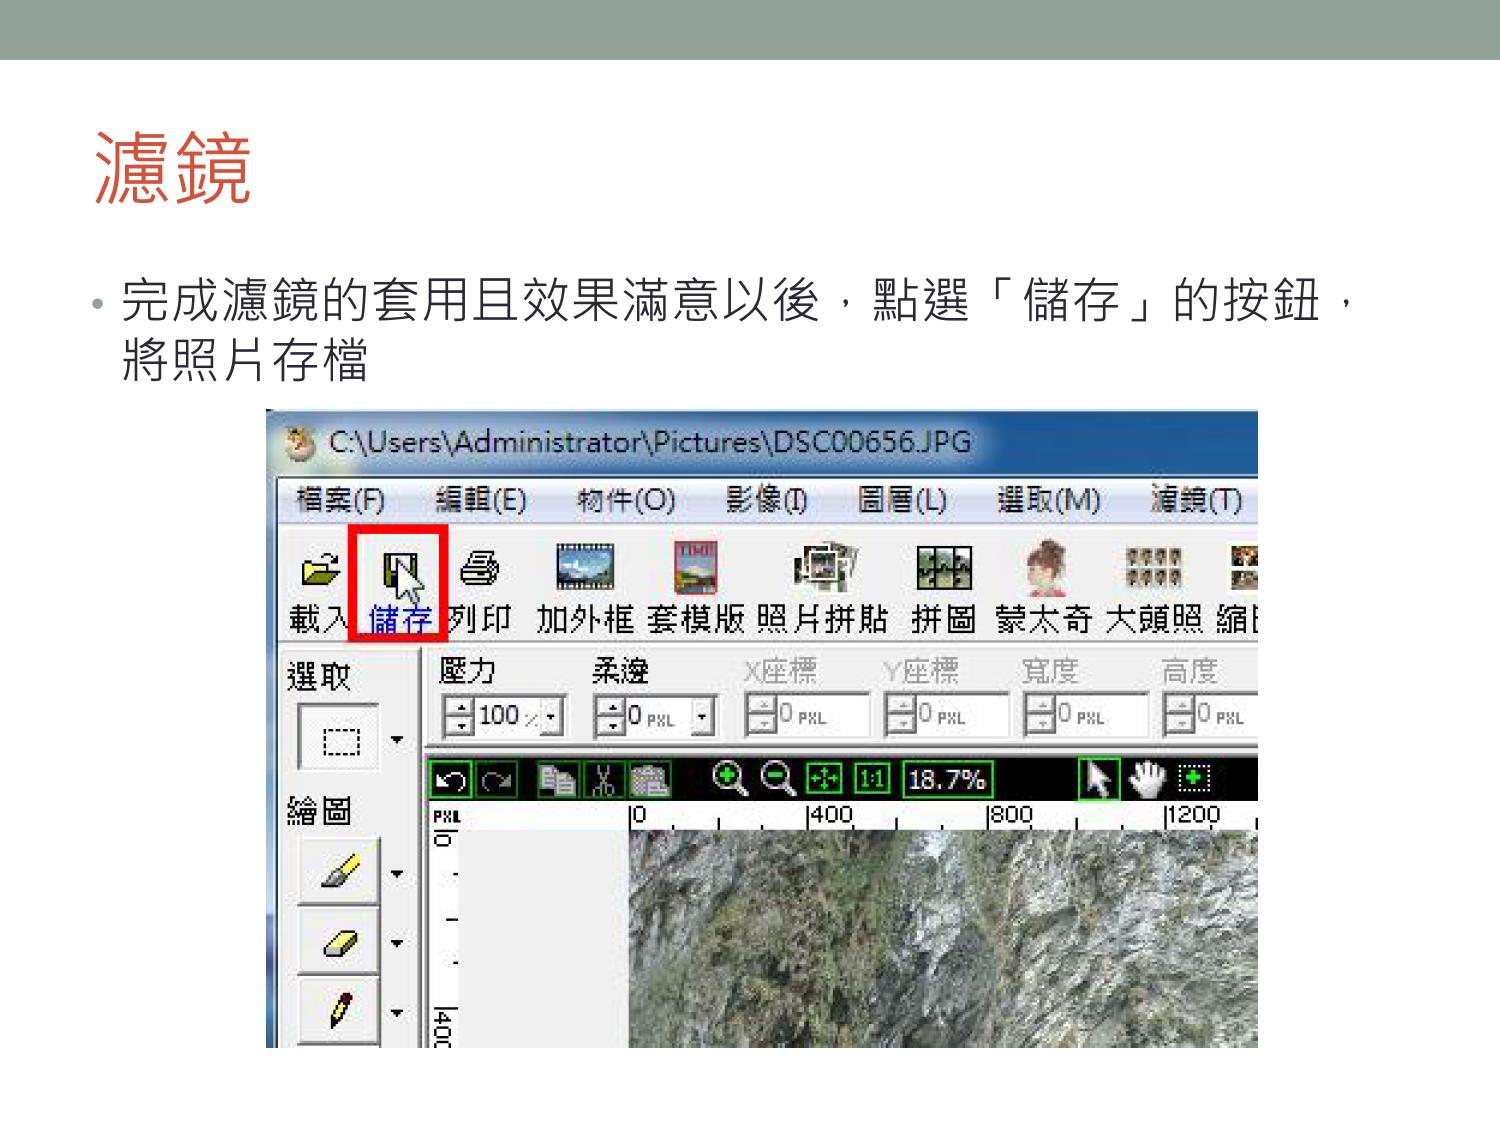 濾鏡
• 完成濾鏡的套用且效果滿意以後，點選「儲存」的按鈕，
將照片存檔
C:\Users\Administrator\Pictures\DSC00656.JPG
檔案(F) 編輯(E) 物件(O) 影像(I) 圖層(L) 選取(M) 濾鏡(T)
TIME
載入 儲存 列印 加外框 套模版 照片拼貼 拼圖 蒙太奇 大頭照 縮
選取 壓力 柔邊 X座標 Y座標 寬度 高度
100 % 0 PXL 0 PXL 0 PXL 0 PXL 0 PXL
1:1 18.7%
繪圖
PXL 0 400 800 1200
0
400